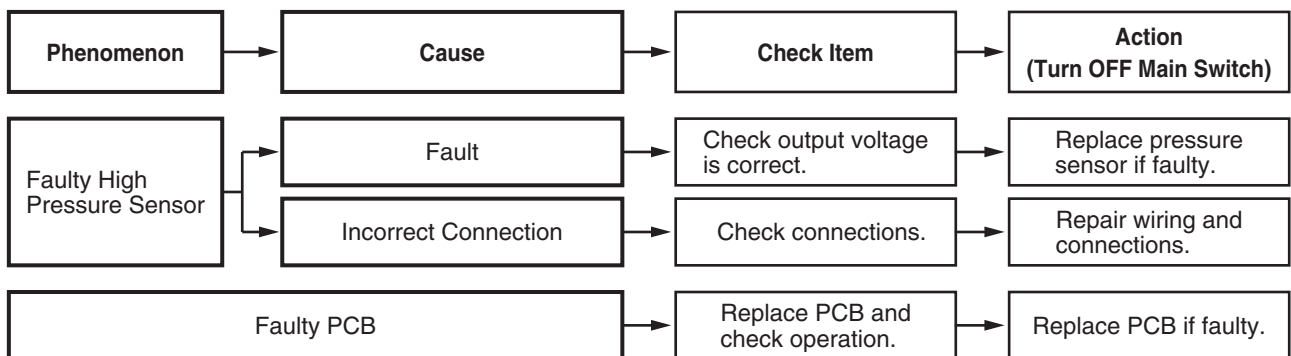 Phenomenon
Cause
Check Item
Action
(Turn OFF Main Switch)
Faulty High
Pressure Sensor
Fault
Check output voltage
is correct.
Replace pressure
sensor if faulty.
Incorrect Connection
Check connections.
Repair wiring and
connections.
Faulty PCB
Replace PCB and
check operation.
Replace PCB if faulty.